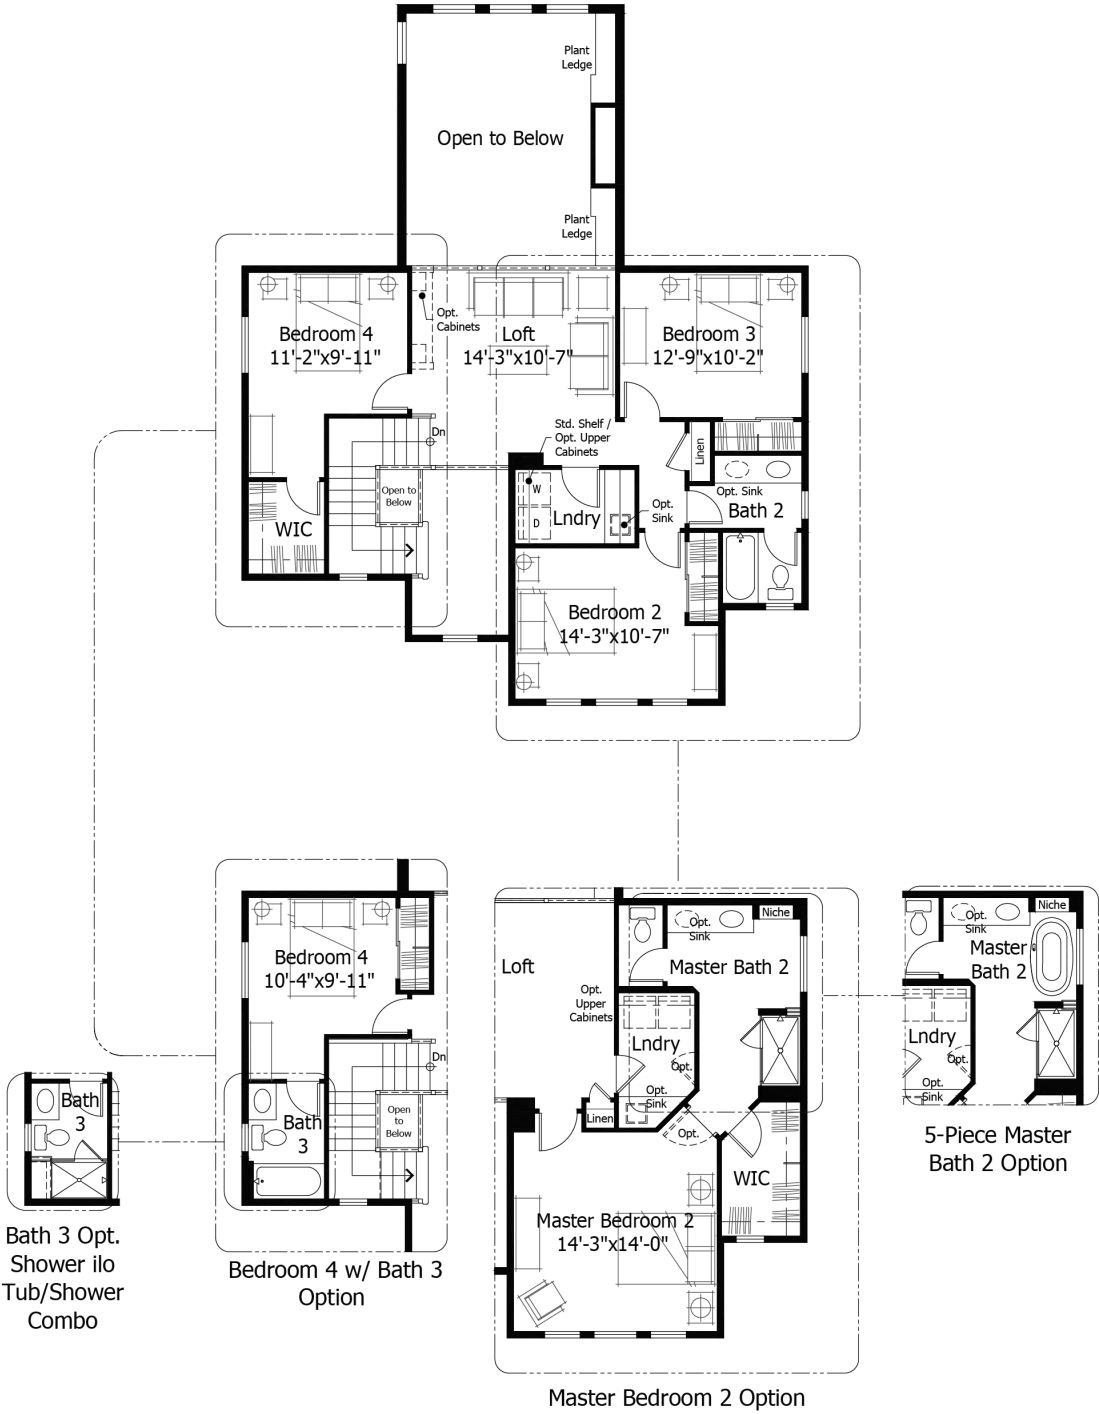 Plant
Ledge
Open to Below
Plant
Ledge
Bedroom 4
11'-2"x9'-11"
Opt.
Cabinets
Loft
14'-3"x10'-7"
Bedroom 3
12'-9"x10'-2"
Dn
Std. Shelf /
Opt. Upper
Cabinets
Linen
Open to
Below
W
D
Lndry
Opt.
Sink
Opt. Sink
Bath 2
WIC
Bedroom 2
14'-3"x10'-7"
Bedroom 4
10'-4"x9'-11"
Dn
Open
to
Below
Bath
3
Bedroom 4 w/ Bath 3
Option
Bath
3
Bath 3 Opt.
Shower ilo
Tub/Shower
Combo
Loft
Opt.
Sink
Niche
Master Bath 2
Opt.
Upper
Cabinets
Lndry
Opt.
Opt.
Sink
Linen
Opt.
WIC
Master Bedroom 2
14'-3"x14'-0"
Master Bedroom 2 Option
Opt.
Sink
Niche
Master
Bath 2
Lndry
Opt.
Opt.
Sink
5-Piece Master
Bath 2 Option